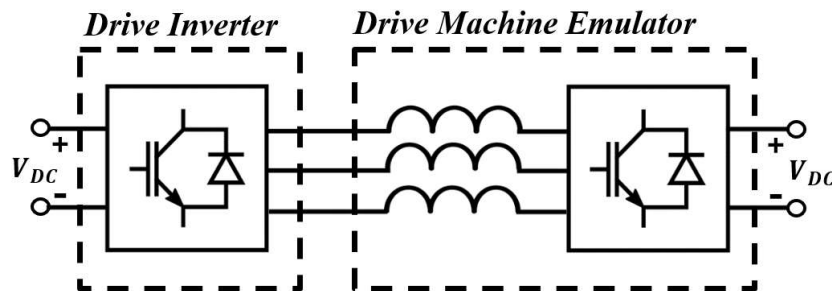 Drive Inverter
Drive Machine Emulator
+
V_DC
-
+
V_DC
-